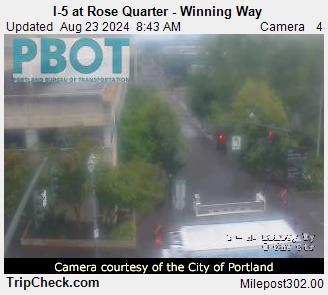 I-5 at Rose Quarter - Winning Way
Updated Aug 23 2024 8:43 AM Camera 4
PBOT
PORTLAND BUREAU OF TRANSPORTATION
Camera courtesy of the City of Portland
TripCheck.com Milepost302.00